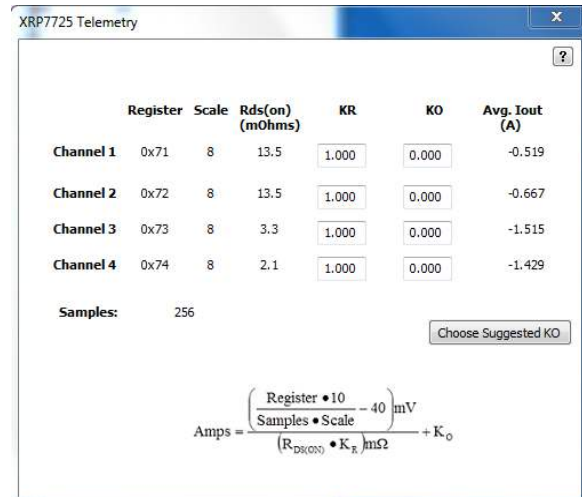 XRP7725 Telemetry
x
?
Register Scale Rds(on) (mOhms) KR KO Avg. Iout (A)
Channel 1 0x71 8 13.5 1.000 0.000 -0.519
Channel 2 0x72 8 13.5 1.000 0.000 -0.667
Channel 3 0x73 8 3.3 1.000 0.000 -1.515
Channel 4 0x74 8 2.1 1.000 0.000 -1.429
Samples: 256
Choose Suggested KO
Amps = ((Register • 10 / Samples • Scale) - 40) mV / (R_DS(ON) • K_R) mΩ + K_O